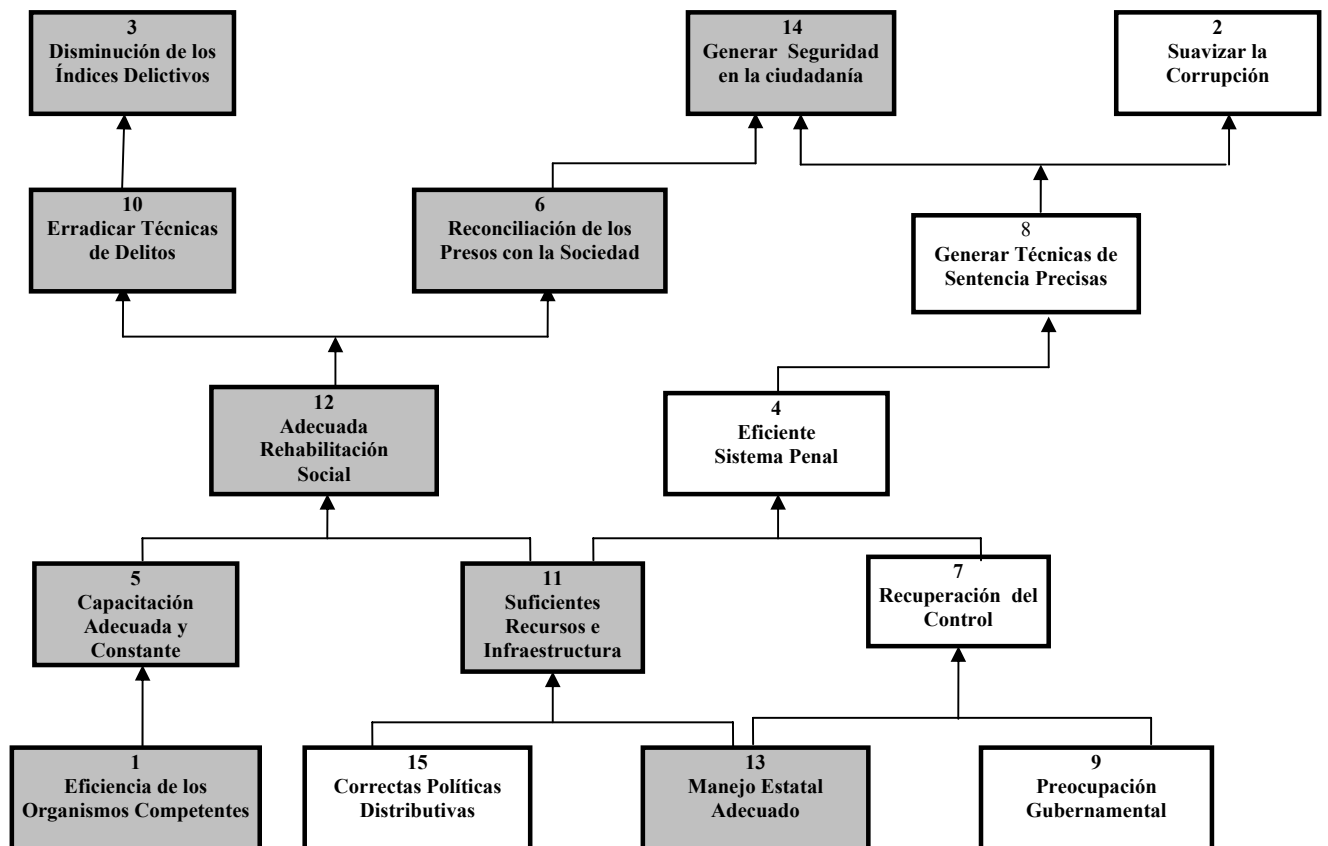 3
Disminución de los
Índices Delictivos
14
Generar Seguridad
en la ciudadanía
2
Suavizar la
Corrupción
10
Erradicar Técnicas
de Delitos
6
Reconciliación de los
Presos con la Sociedad
8
Generar Técnicas de
Sentencia Precisas
12
Adecuada
Rehabilitación
Social
4
Eficiente
Sistema Penal
5
Capacitación
Adecuada y
Constante
11
Suficientes
Recursos e
Infraestructura
7
Recuperación del
Control
1
Eficiencia de los
Organismos Competentes
15
Correctas Políticas
Distributivas
13
Manejo Estatal
Adecuado
9
Preocupación
Gubernamental